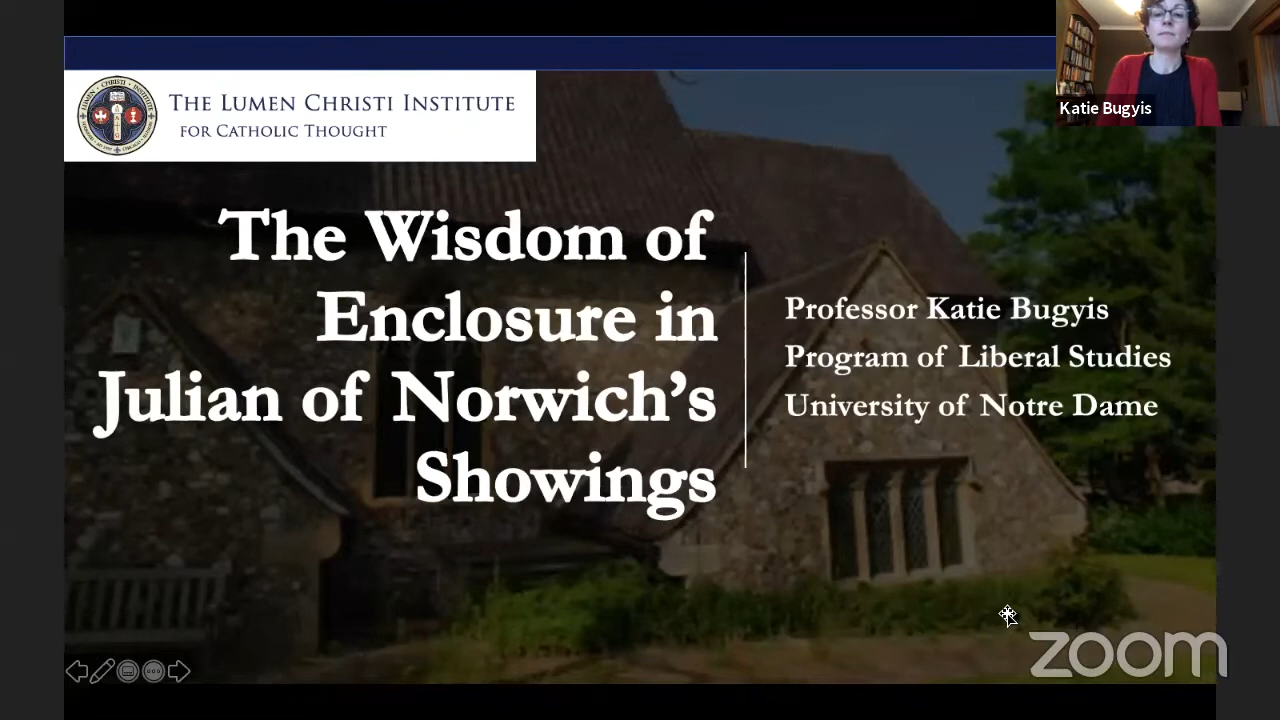 THE LUMEN CHRISTI INSTITUTE
FOR CATHOLIC THOUGHT
Katie Bugyis
The Wisdom of
Enclosure in
Julian of Norwich’s
Showings
Professor Katie Bugyis
Program of Liberal Studies
University of Notre Dame
zoom